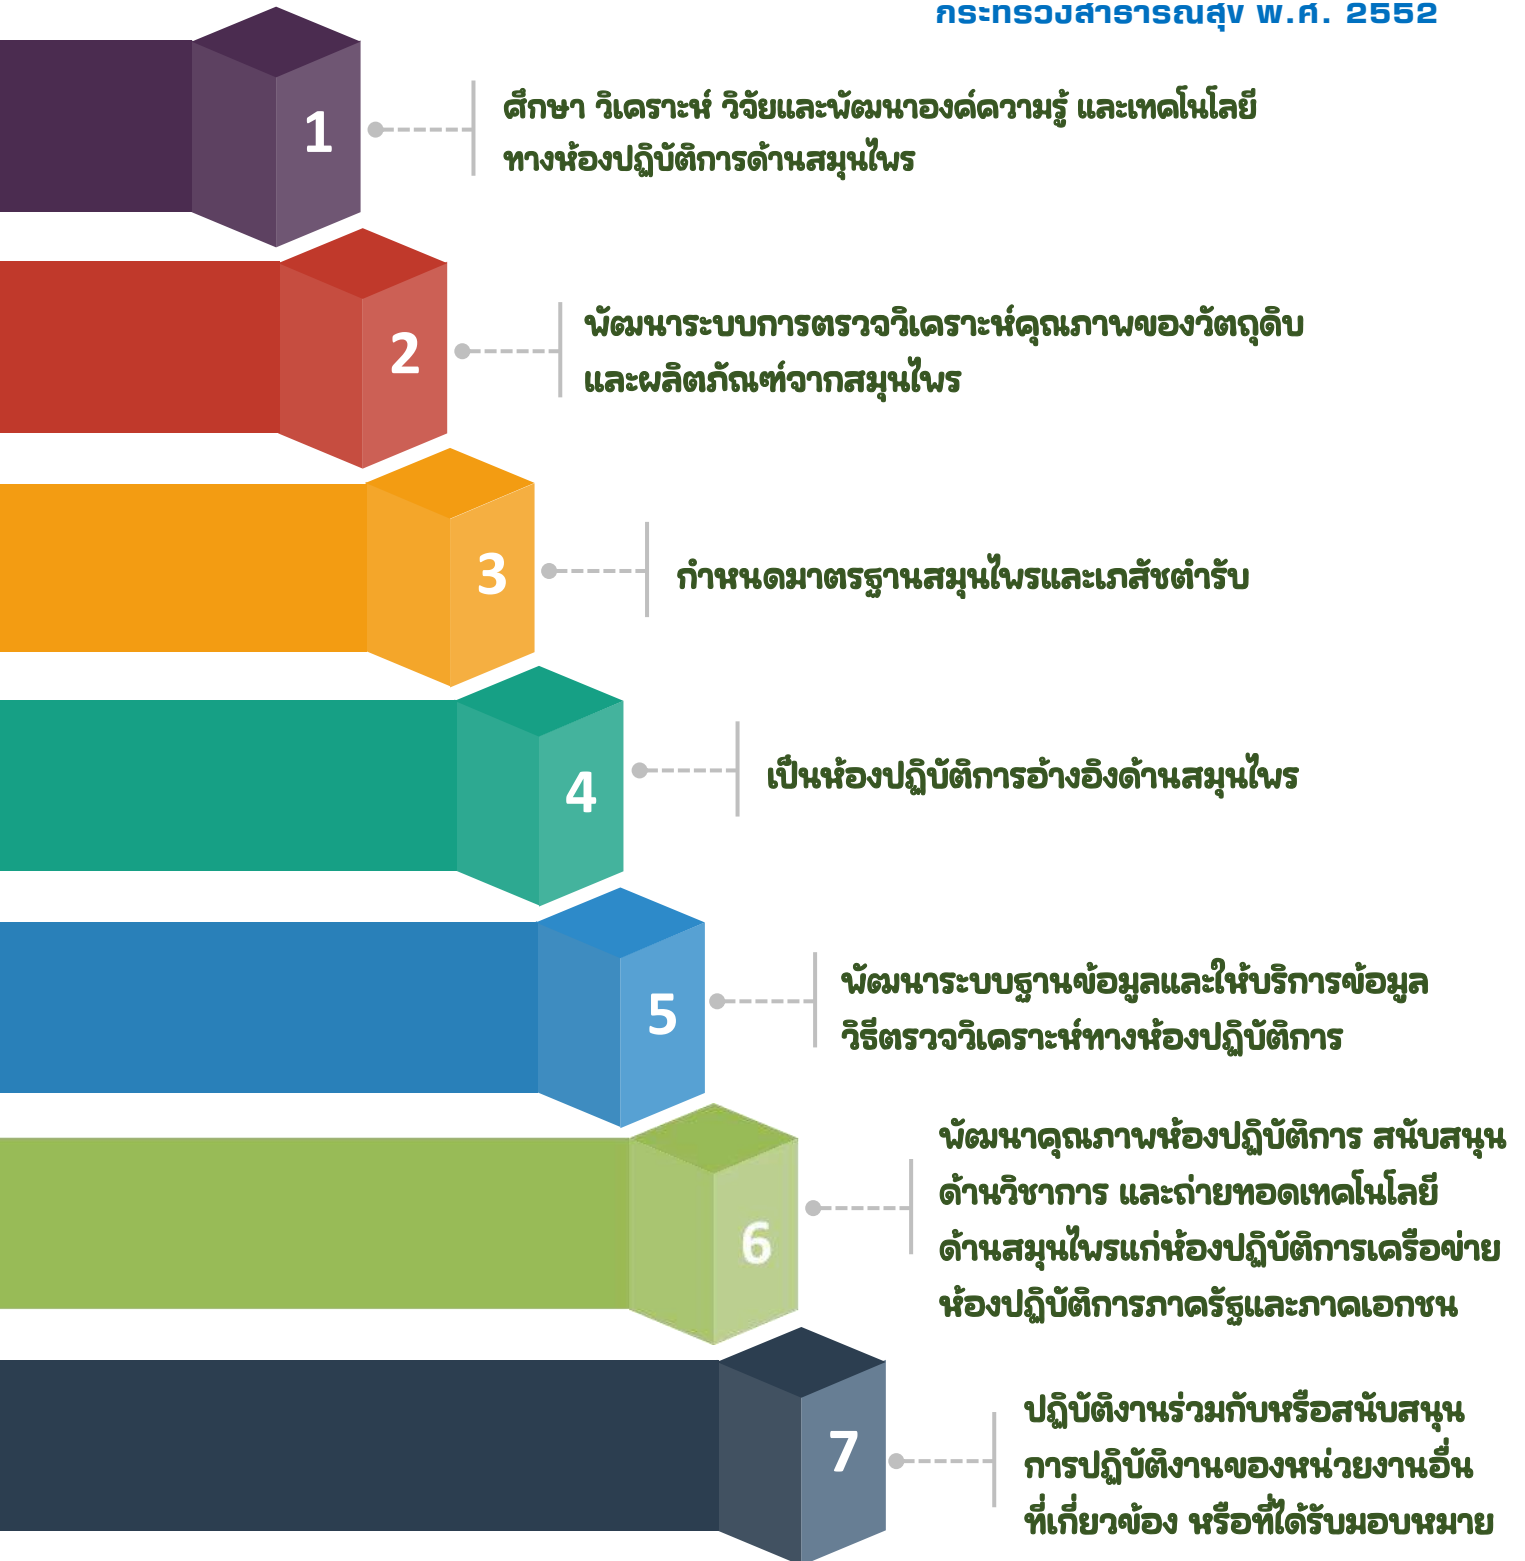 กระทรวงสาธารณสุข พ.ศ. 2552
1
ศึกษา วิเคราะห์ วิจัยและพัฒนาองค์ความรู้ และเทคโนโลยี
ทางห้องปฏิบัติการด้านสมุนไพร
2
พัฒนาระบบการตรวจวิเคราะห์คุณภาพของวัตถุดิบ
และผลิตภัณฑ์จากสมุนไพร
3
กำหนดมาตรฐานสมุนไพรและเภสัชตำรับ
4
เป็นห้องปฏิบัติการอ้างอิงด้านสมุนไพร
5
พัฒนาระบบฐานข้อมูลและให้บริการข้อมูล
วิธีตรวจวิเคราะห์ทางห้องปฏิบัติการ
6
พัฒนาคุณภาพห้องปฏิบัติการ สนับสนุน
ด้านวิชาการ และถ่ายทอดเทคโนโลยี
ด้านสมุนไพรแก่ห้องปฏิบัติการเครือข่าย
ห้องปฏิบัติการภาครัฐและภาคเอกชน
7
ปฏิบัติงานร่วมกับหรือสนับสนุน
การปฏิบัติงานของหน่วยงานอื่น
ที่เกี่ยวข้อง หรือที่ได้รับมอบหมาย